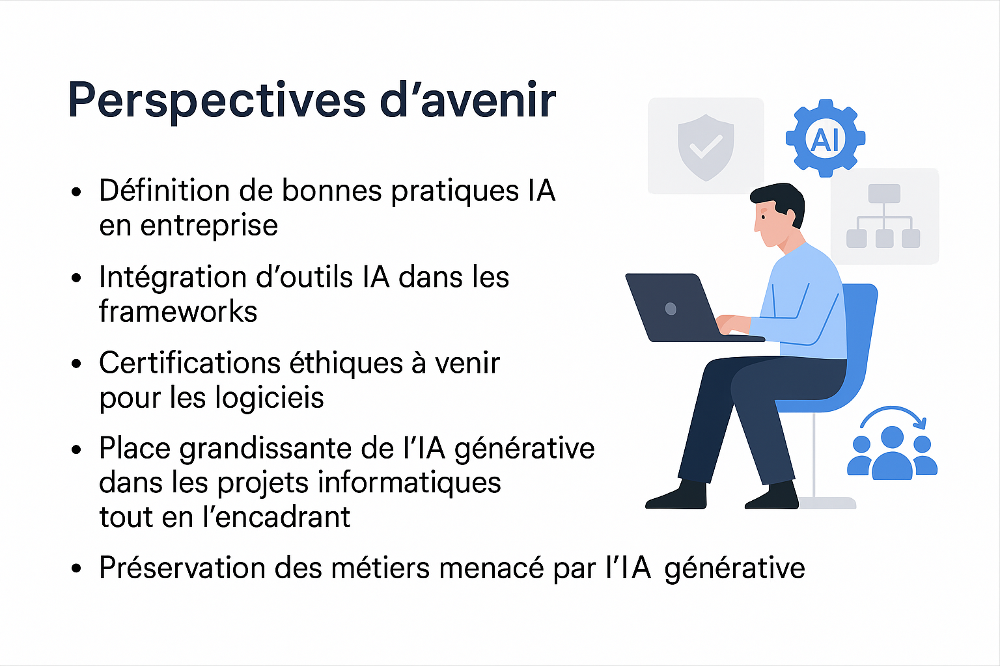 Perspectives d’avenir
AI
• Définition de bonnes pratiques IA
en entreprise
• Intégration d’outils IA dans les
frameworks
• Certifications éthiques à venir
pour les logicieis
• Place grandissante de l’IA générative
dans les projets informatiques
tout en l’encadrant
• Préservation des métiers menacé par l’IA générative